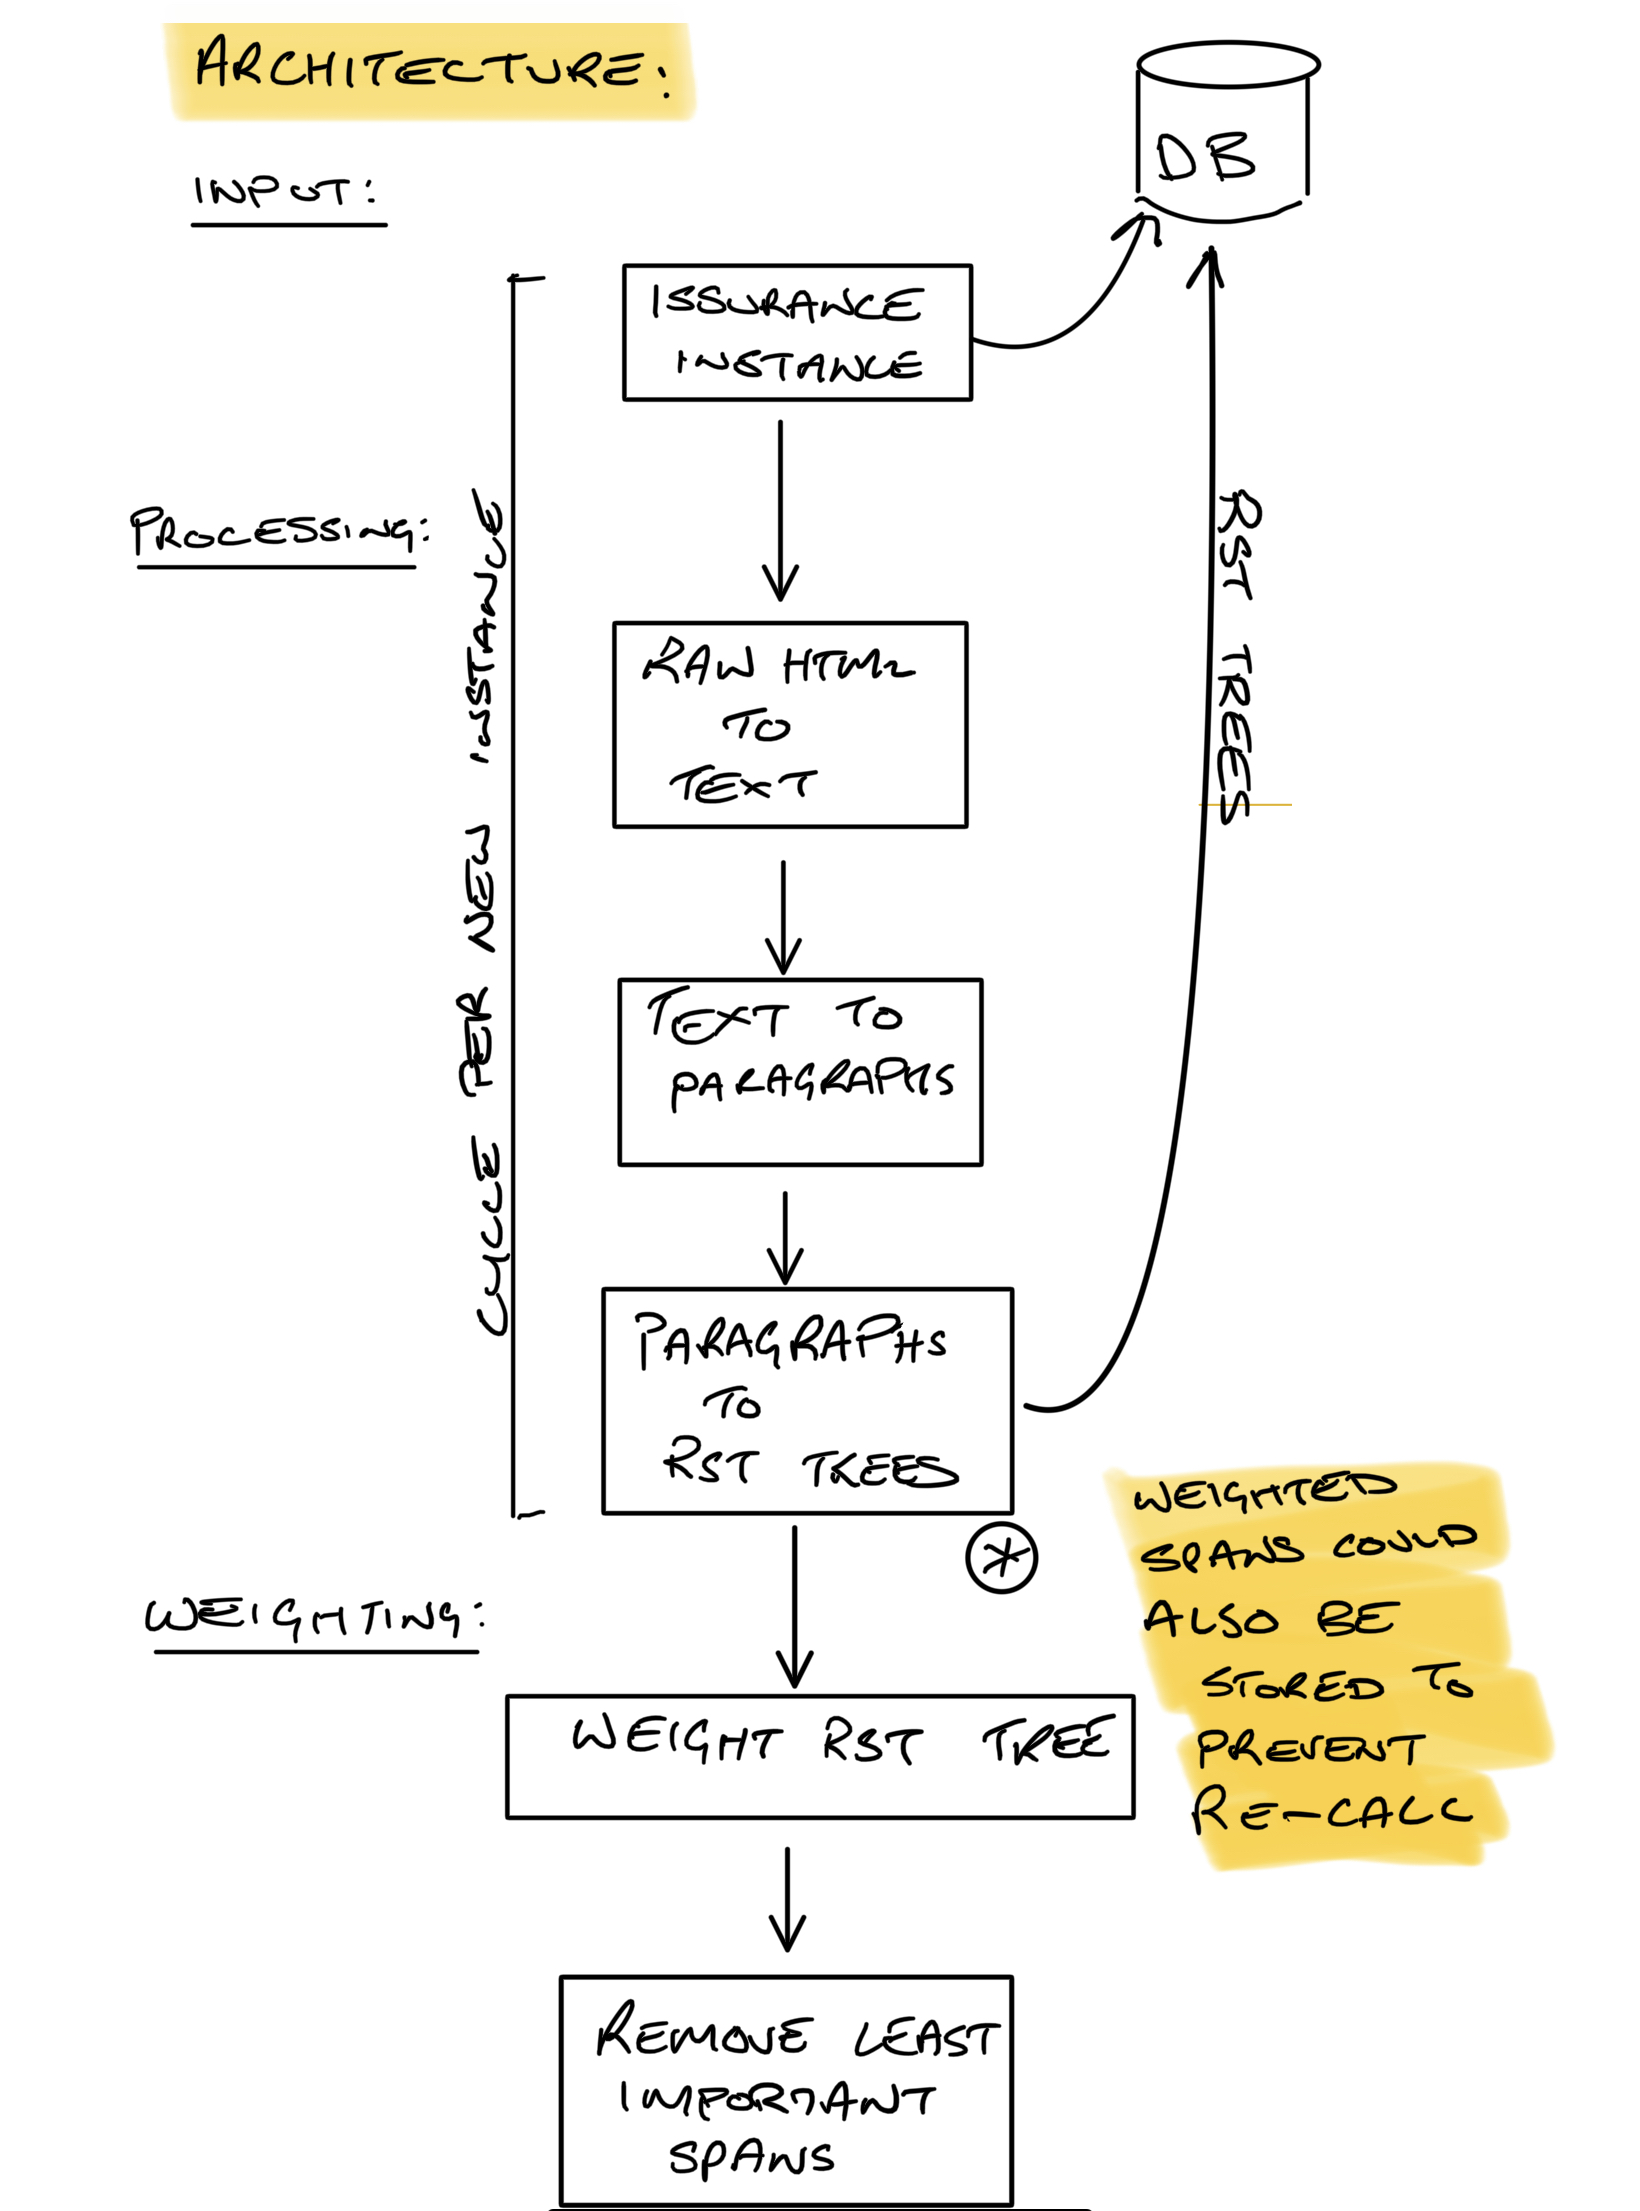 ARCHITECTURE:
DB
INPUT:
ISSURANCE
INSTANCE
PROCESSING:
CYCLE PER NEW INSTANCE
RST TREES
RAW HTML
TO
TEXT
TEXT TO
PARAGRAPHS
PARAGRAPHS
TO
RST TREES
*
WEIGHTED
SPANS COULD
ALSO BE
STORED TO
PREVENT
RE-CALC
WEIGHTING:
WEIGHT RST TREE
REMOVE LEAST
IMPORTANT
SPANS